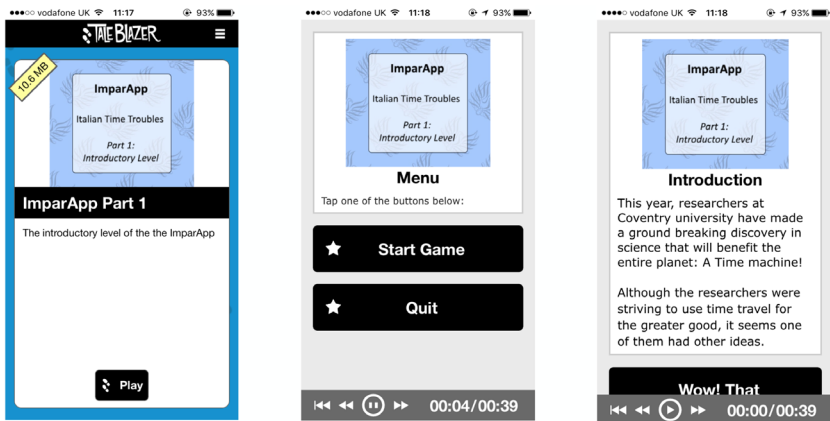 vodafone UK 11:17 93%
TALEBLAZER
10.6 MB
ImparApp
Italian Time Troubles
Part 1:
Introductory Level
ImparApp Part 1
The introductory level of the the ImparApp
Play
vodafone UK 11:18 93%
ImparApp
Italian Time Troubles
Part 1:
Introductory Level
Menu
Tap one of the buttons below:
Start Game
Quit
00:04/00:39
vodafone UK 11:18 93%
ImparApp
Italian Time Troubles
Part 1:
Introductory Level
Introduction
This year, researchers at
Coventry university have made
a ground breaking discovery in
science that will benefit the
entire planet: A Time machine!
Although the researchers were
striving to use time travel for
the greater good, it seems one
of them had other ideas.
Wow! That
00:00/00:39